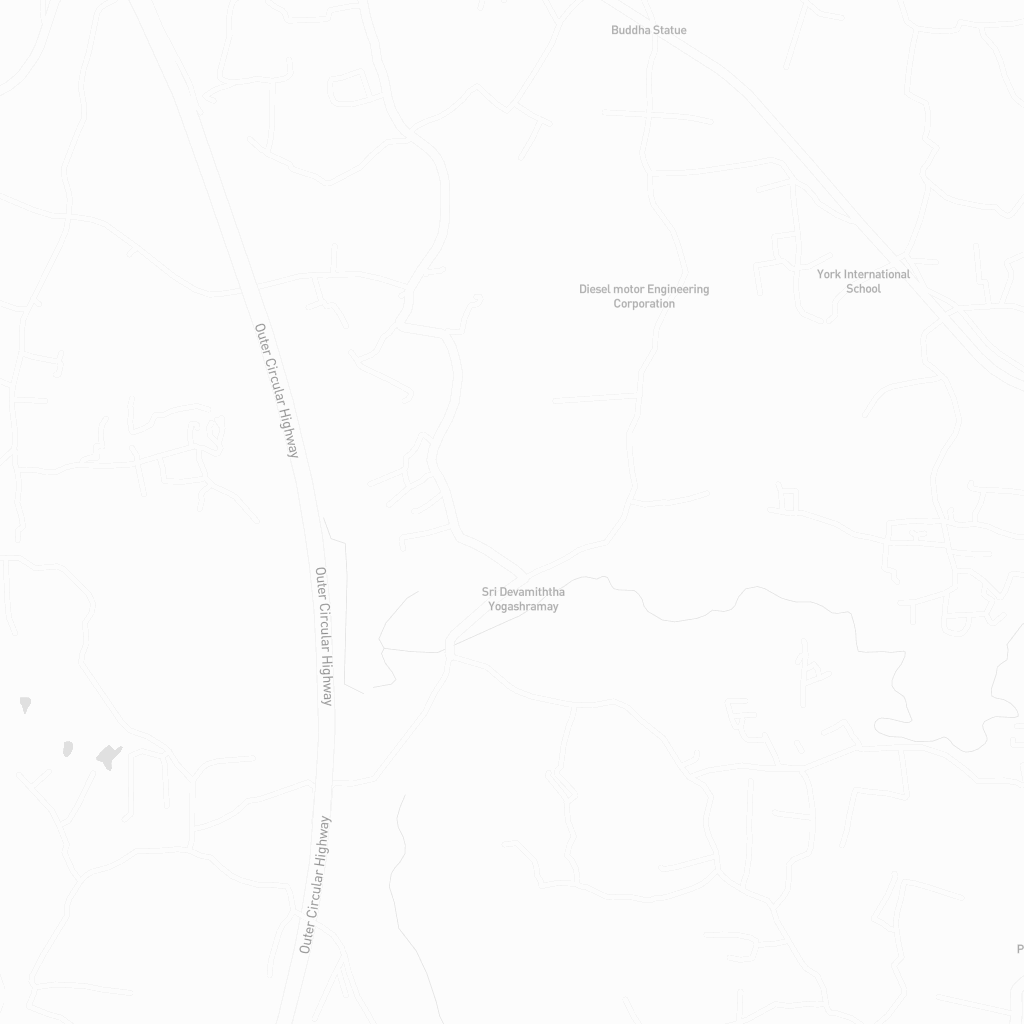 Buddha Statue
York International
School
Diesel motor Engineering
Corporation
Outer Circular Highway
Outer Circular Highway
Sri Devamiththa
Yogashramay
Outer Circular Highway
P